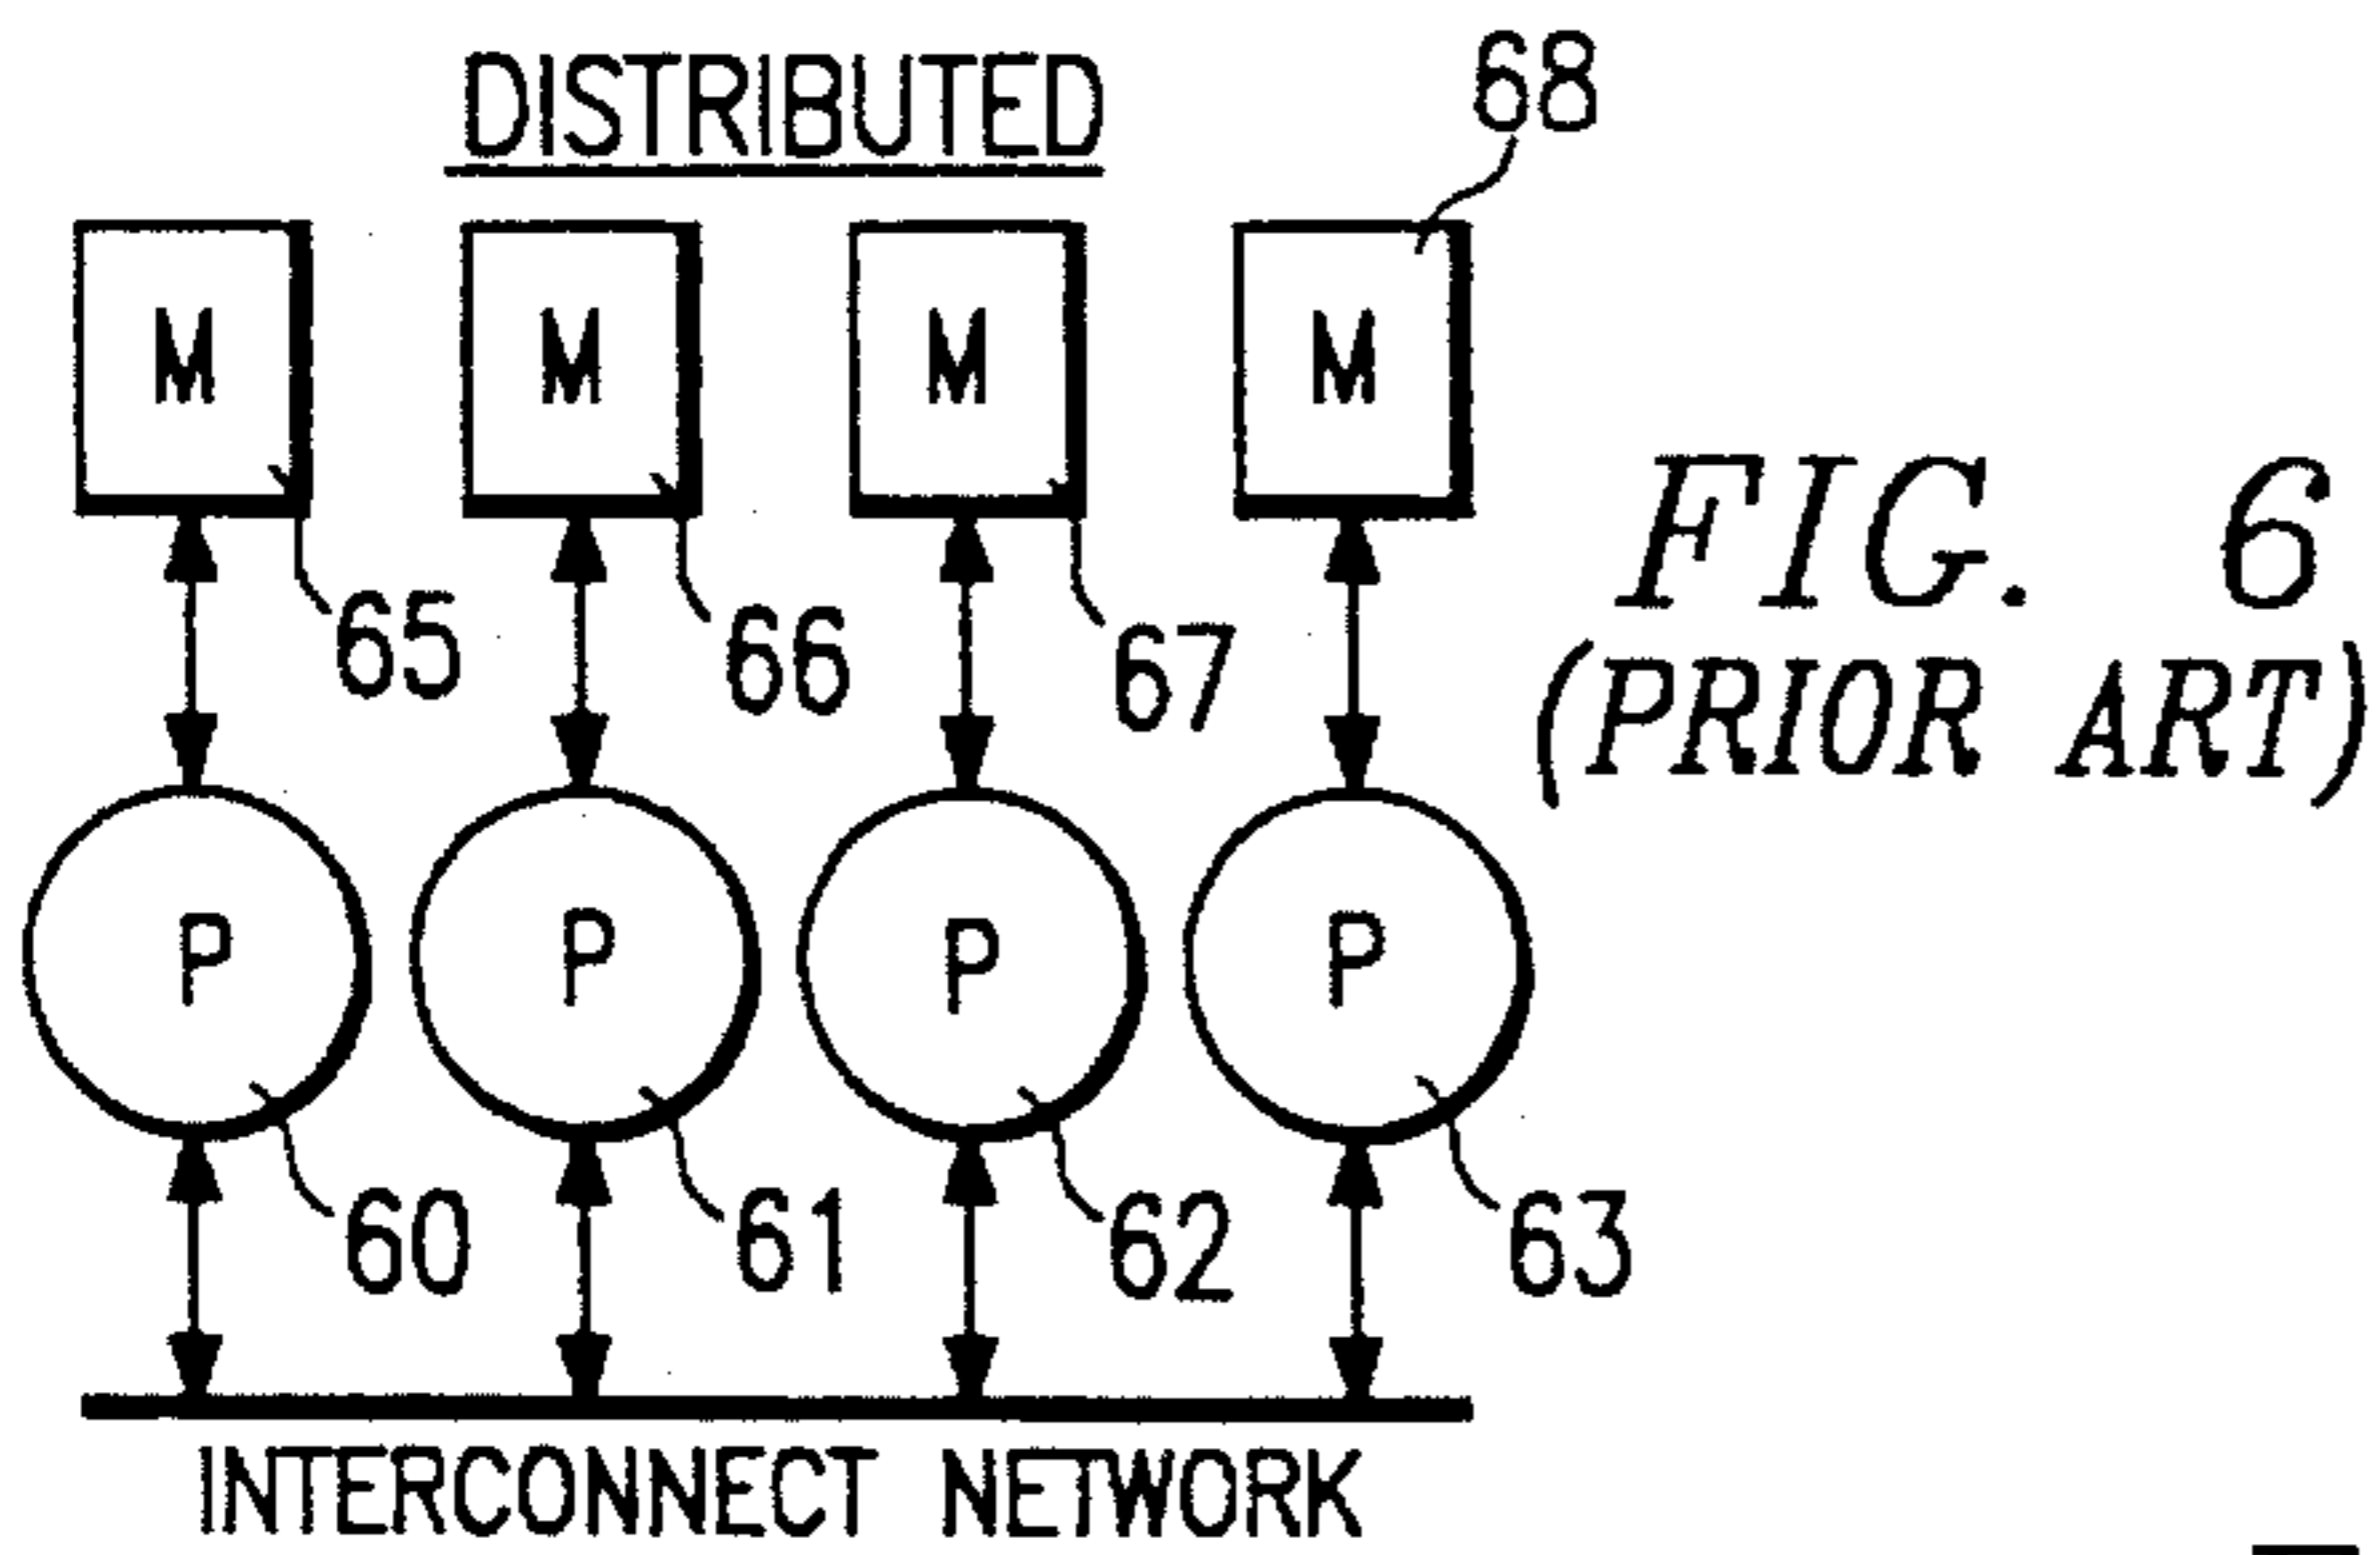 DISTRIBUTED
68
M M M M
FIG. 6
(PRIOR ART)
65 66 67
P P P P
60 61 62 63
INTERCONNECT NETWORK